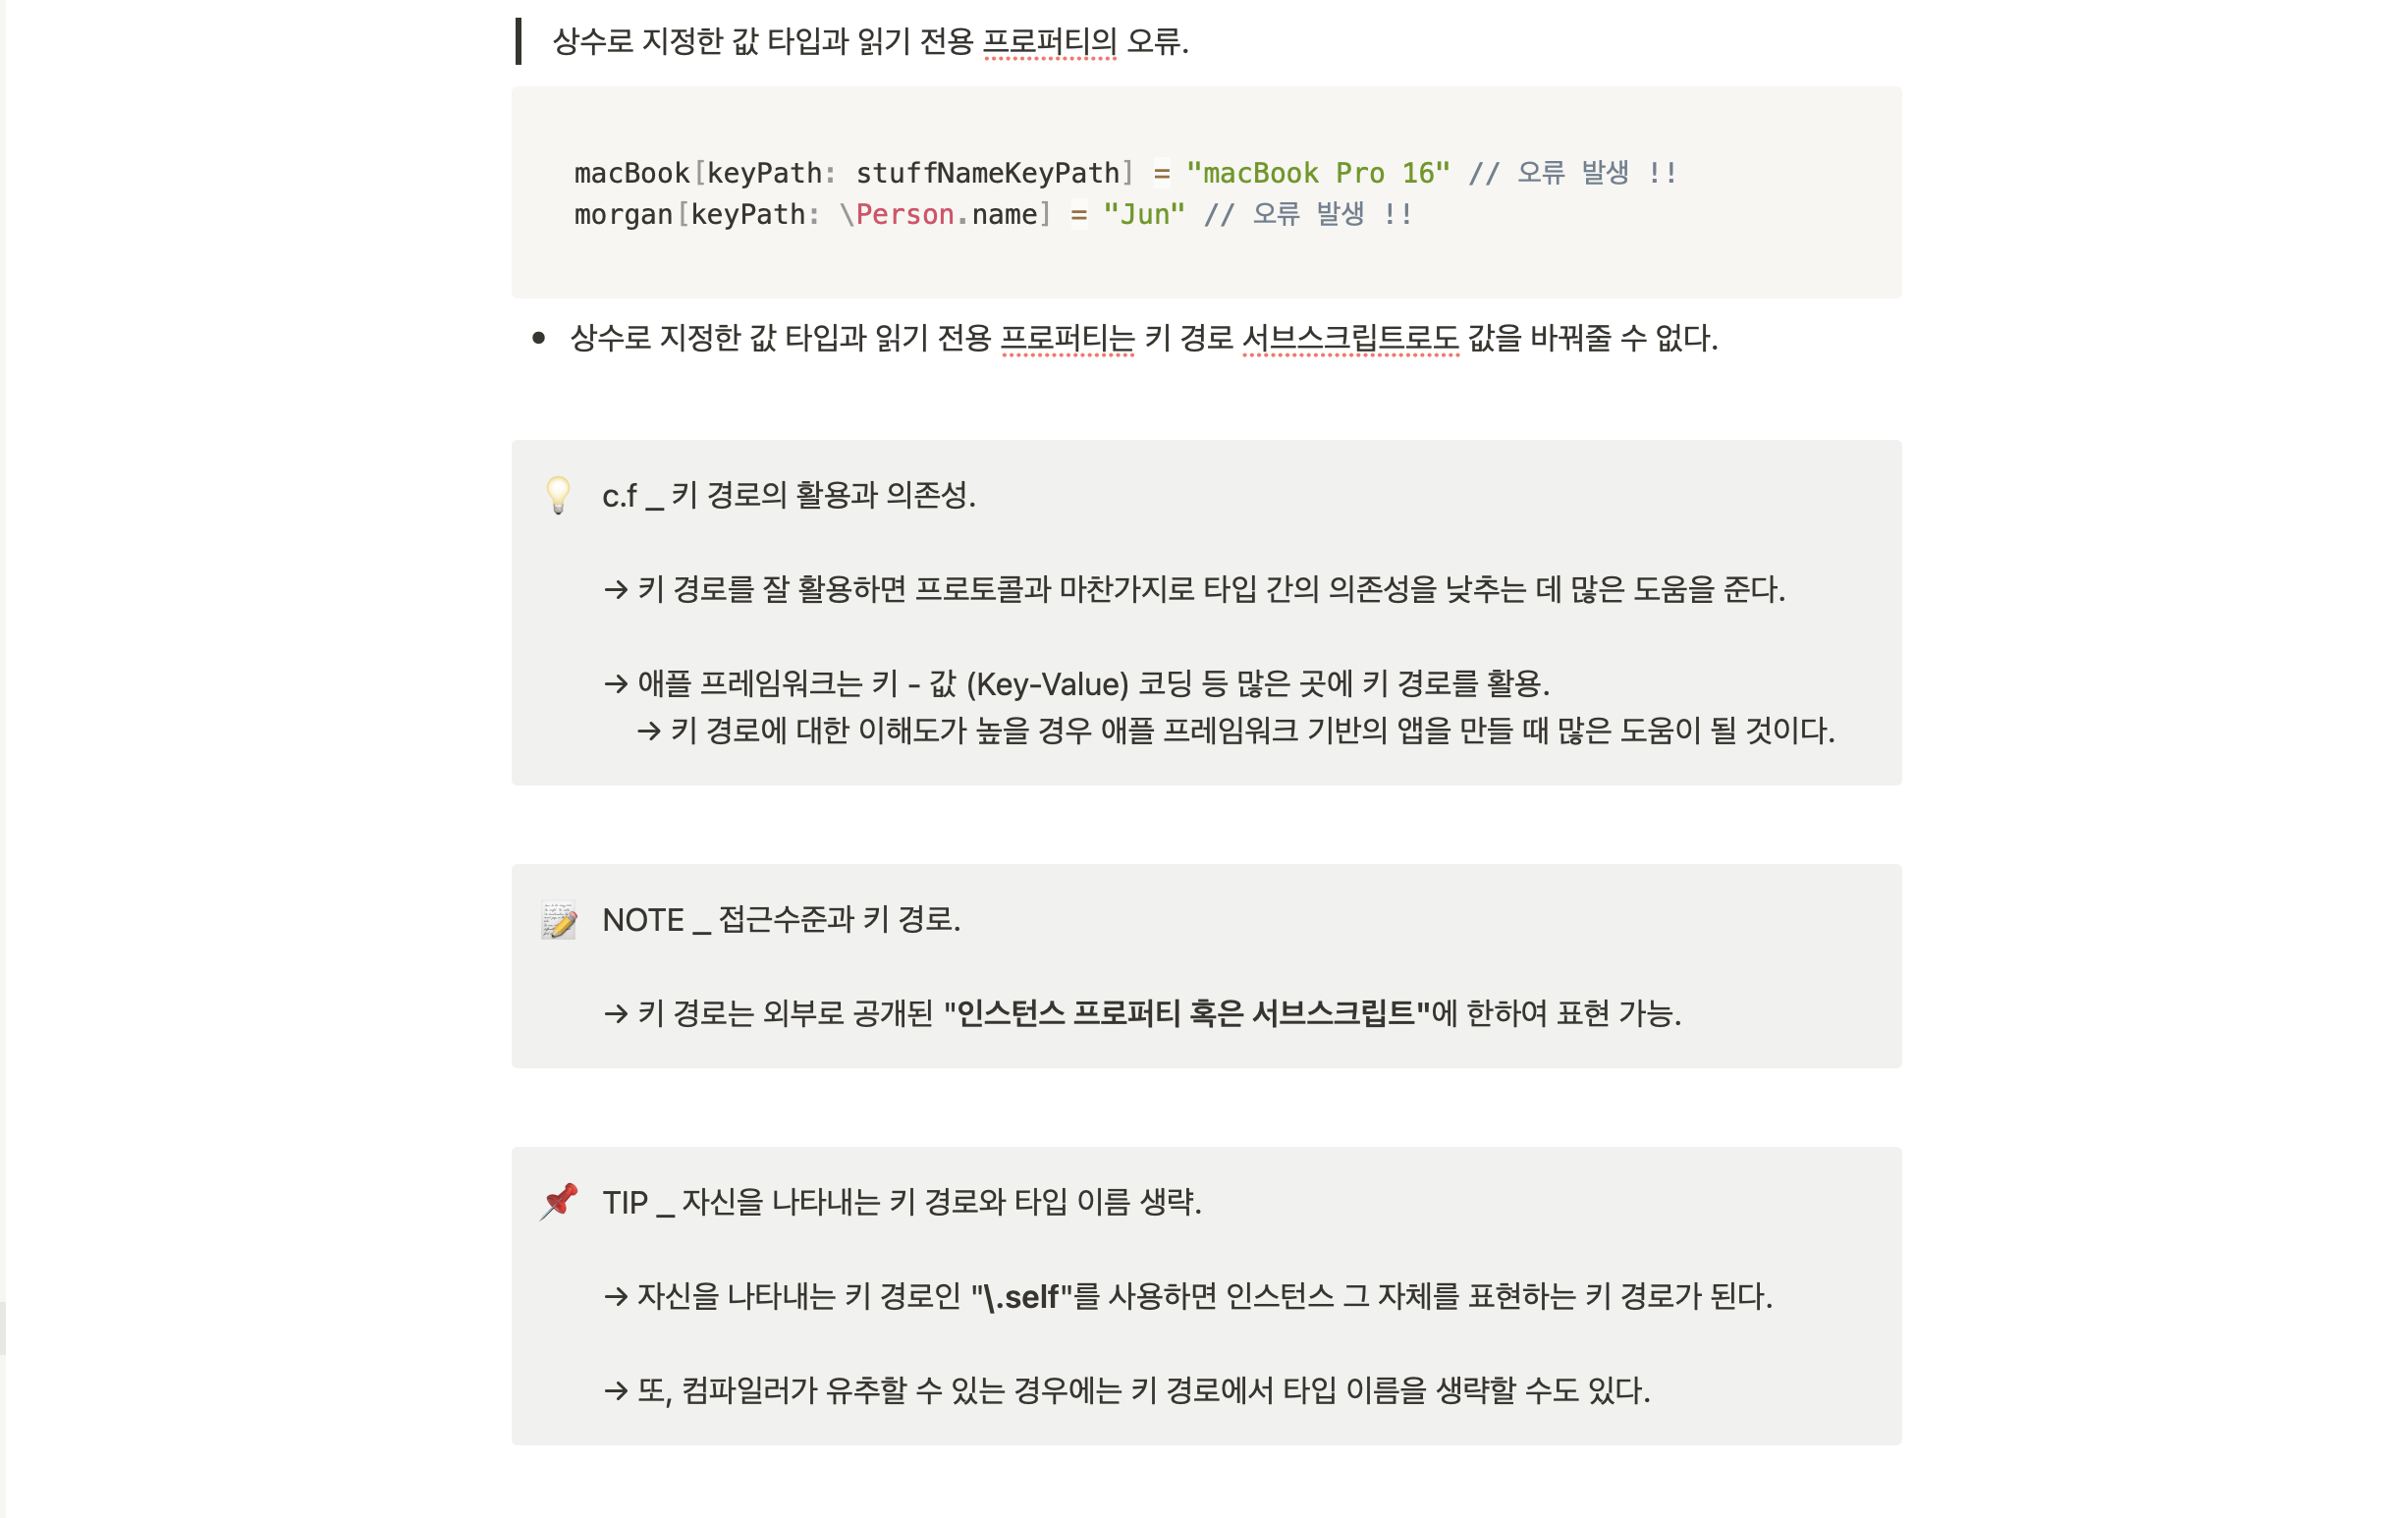 상수로 지정한 값 타입과 읽기 전용 프로퍼티의 오류.
macBook[keyPath: stuffNameKeyPath] = "macBook Pro 16" // 오류 발생 !!
morgan[keyPath: \Person.name] = "Jun" // 오류 발생 !!
• 상수로 지정한 값 타입과 읽기 전용 프로퍼티는 키 경로 서브스크립트로도 값을 바꿔줄 수 없다.
💡 c.f _ 키 경로의 활용과 의존성.
→ 키 경로를 잘 활용하면 프로토콜과 마찬가지로 타입 간의 의존성을 낮추는 데 많은 도움을 준다.
→ 애플 프레임워크는 키 - 값 (Key-Value) 코딩 등 많은 곳에 키 경로를 활용.
→ 키 경로에 대한 이해도가 높을 경우 애플 프레임워크 기반의 앱을 만들 때 많은 도움이 될 것이다.
📝 NOTE _ 접근수준과 키 경로.
→ 키 경로는 외부로 공개된 "인스턴스 프로퍼티 혹은 서브스크립트"에 한하여 표현 가능.
📌 TIP _ 자신을 나타내는 키 경로와 타입 이름 생략.
→ 자신을 나타내는 키 경로인 "\.self"를 사용하면 인스턴스 그 자체를 표현하는 키 경로가 된다.
→ 또, 컴파일러가 유추할 수 있는 경우에는 키 경로에서 타입 이름을 생략할 수도 있다.